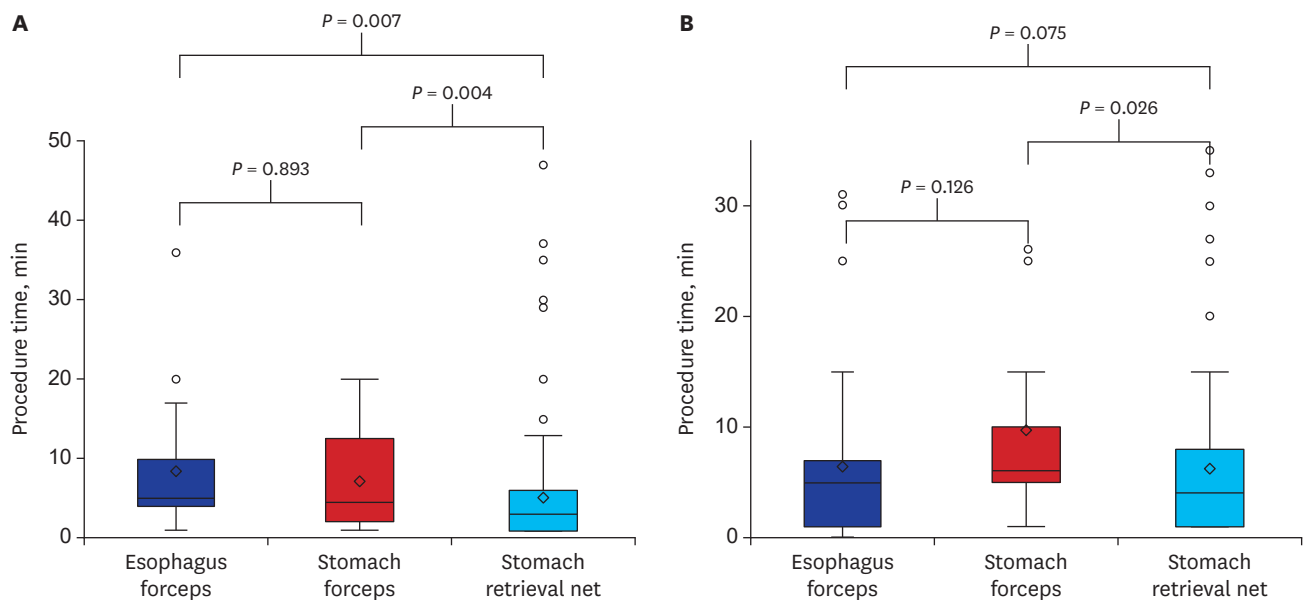 A
P = 0.007
P = 0.004
P = 0.893
Procedure time, min
50
40
30
20
10
0
Esophagus
forceps
Stomach
forceps
Stomach
retrieval net
B
P = 0.075
P = 0.026
P = 0.126
Procedure time, min
30
20
10
0
Esophagus
forceps
Stomach
forceps
Stomach
retrieval net